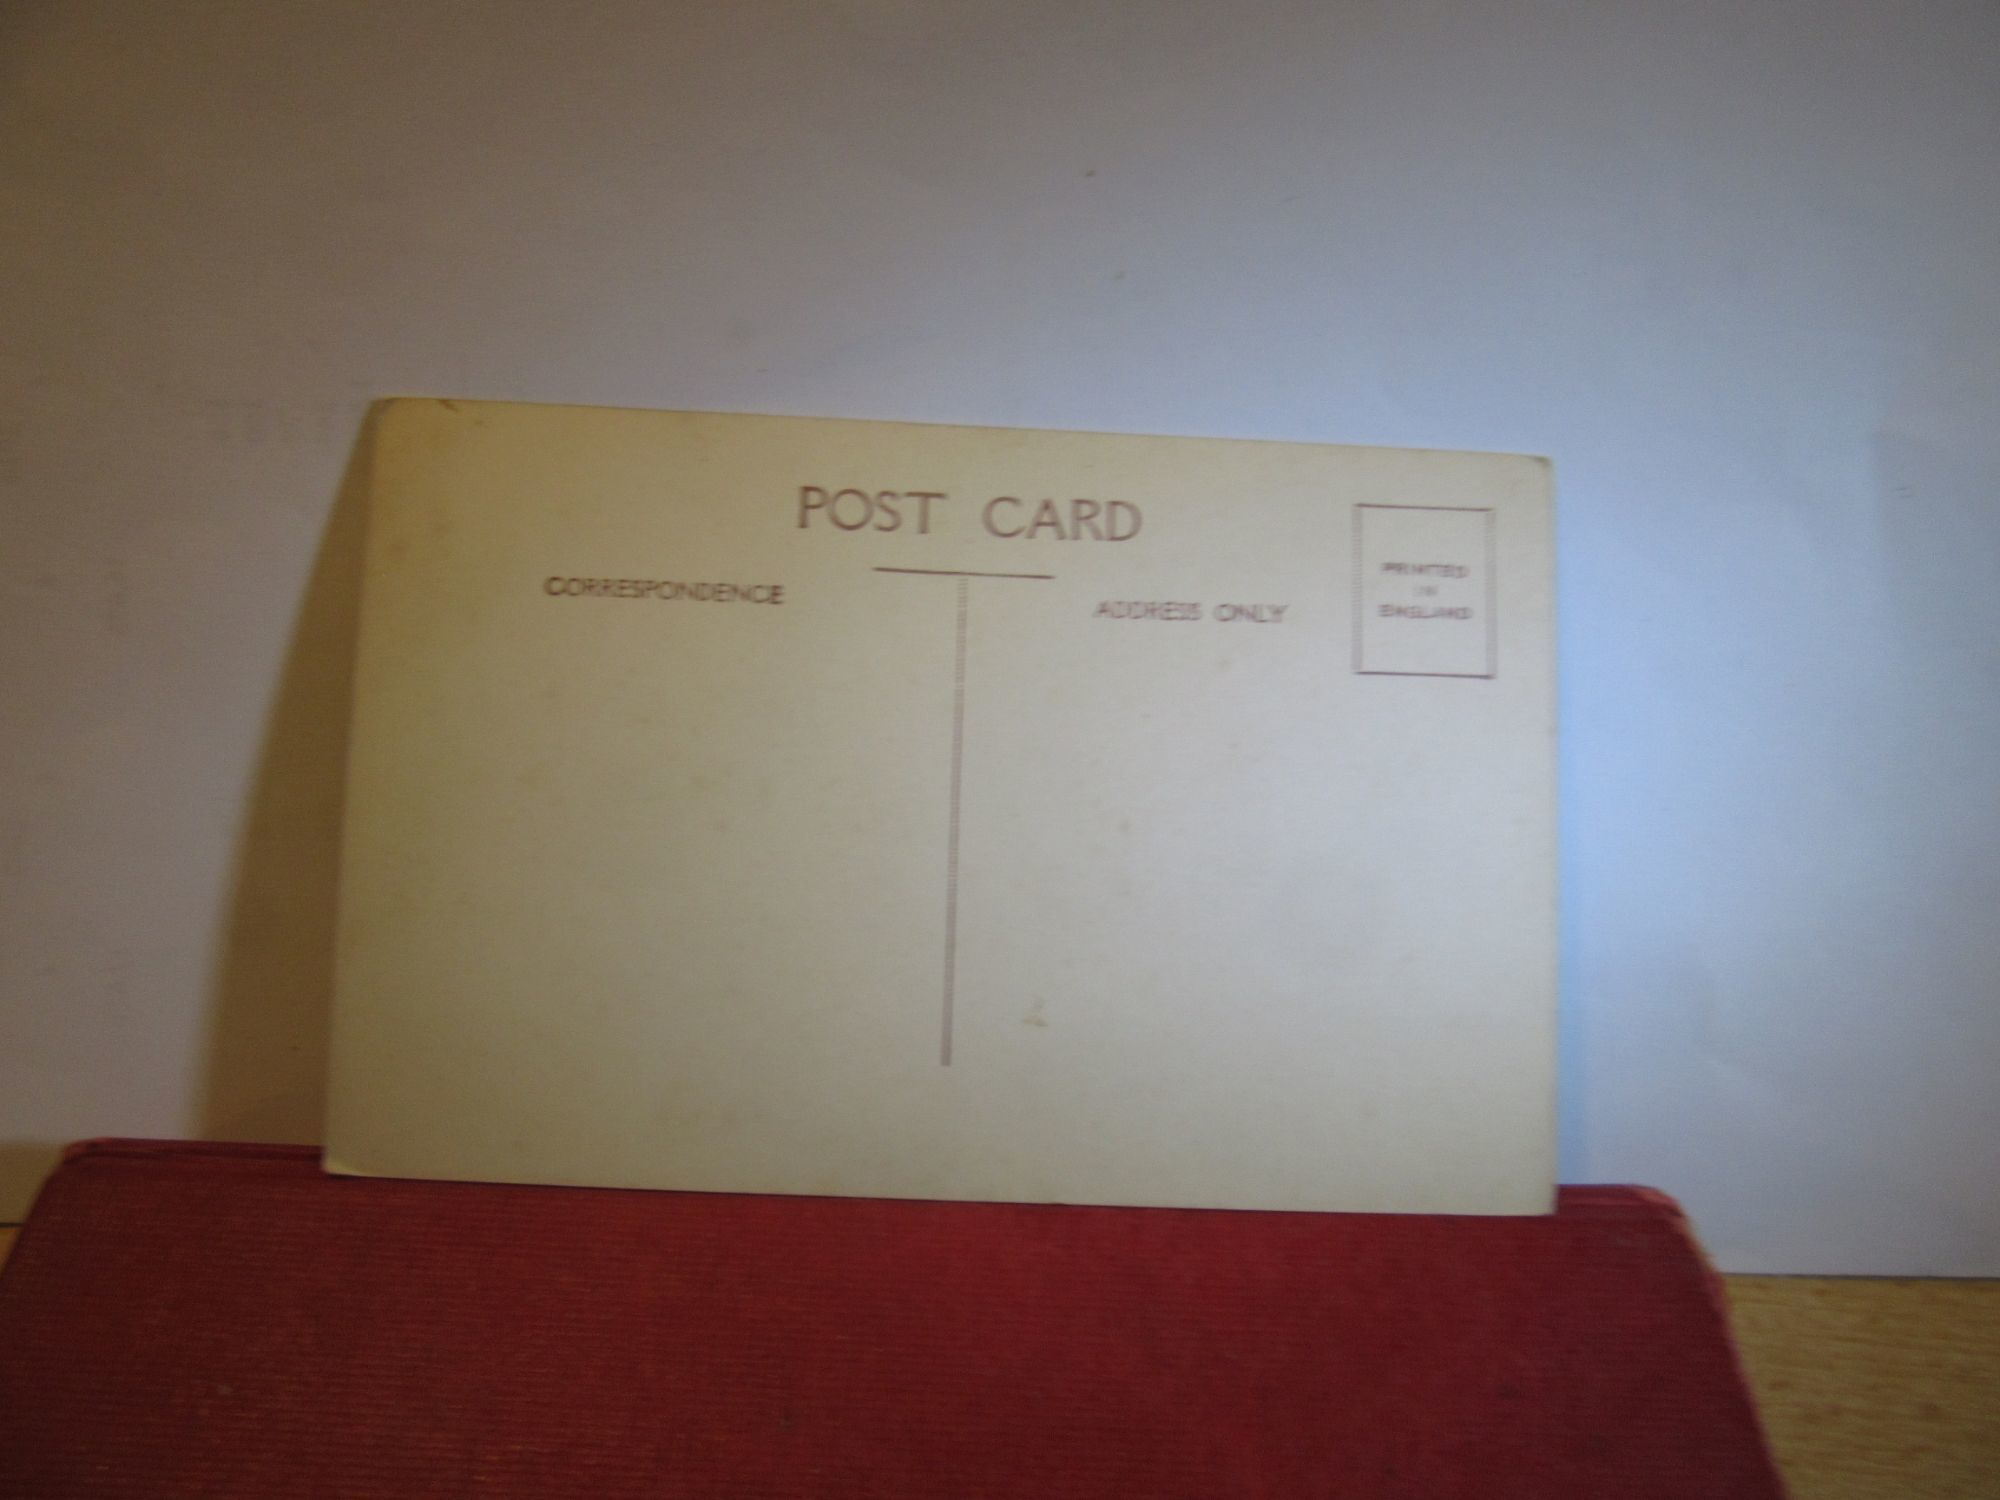 POST CARD
CORRESPONDENCE
ADDRESS ONLY
PRINTED
IN
ENGLAND